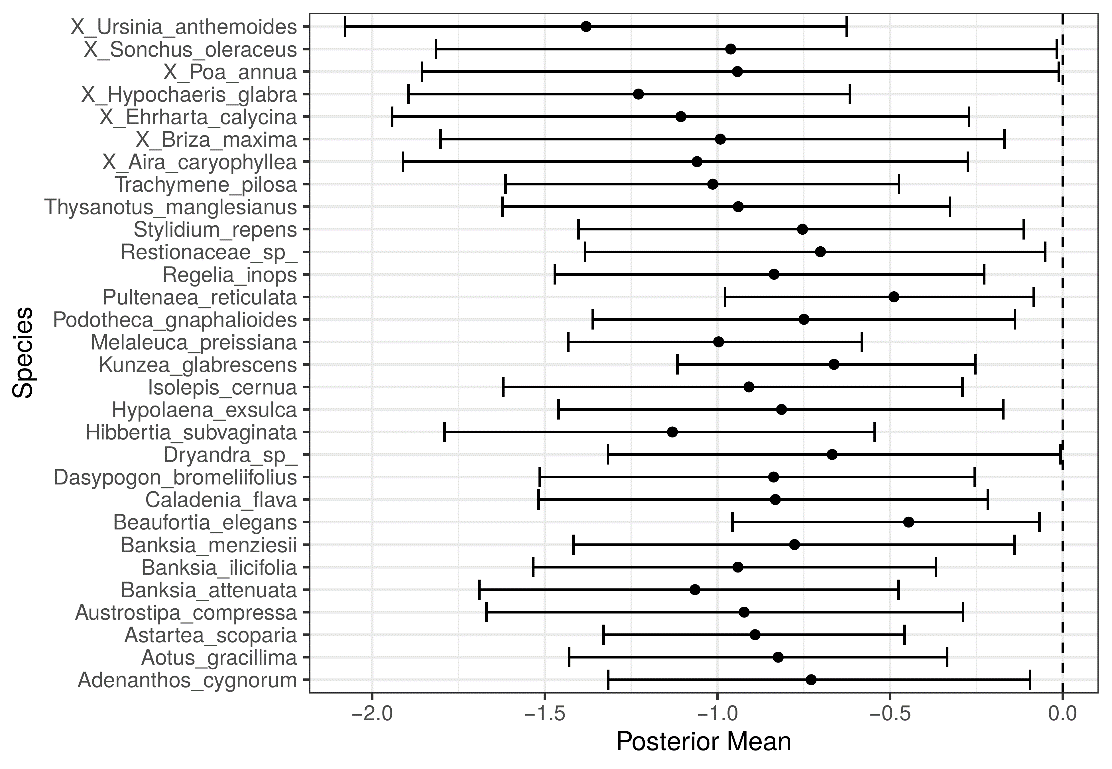 X_Ursinia_anthemoides
X_Sonchus_oleraceus
X_Poa_annua
X_Hypochaeris_glabra
X_Ehrharta_calycina
X_Briza_maxima
X_Aira_caryophyllea
Trachymene_pilosa
Thysanotus_manglesianus
Stylidium_repens
Restionaceae_sp_
Regelia_inops
Pultenaea_reticulata
Podotheca_gnaphalioides
Melaleuca_preissiana
Kunzea_glabrescens
Isolepis_cernua
Hypolaena_exsulca
Hibbertia_subvaginata
Dryandra_sp_
Dasypogon_bromeliifolius
Caladenia_flava
Beaufortia_elegans
Banksia_menziesii
Banksia_ilicifolia
Banksia_attenuata
Austrostipa_compressa
Astartea_scoparia
Aotus_gracillima
Adenanthos_cygnorum
Species
−2.0 −1.5 −1.0 −0.5 0.0
Posterior Mean